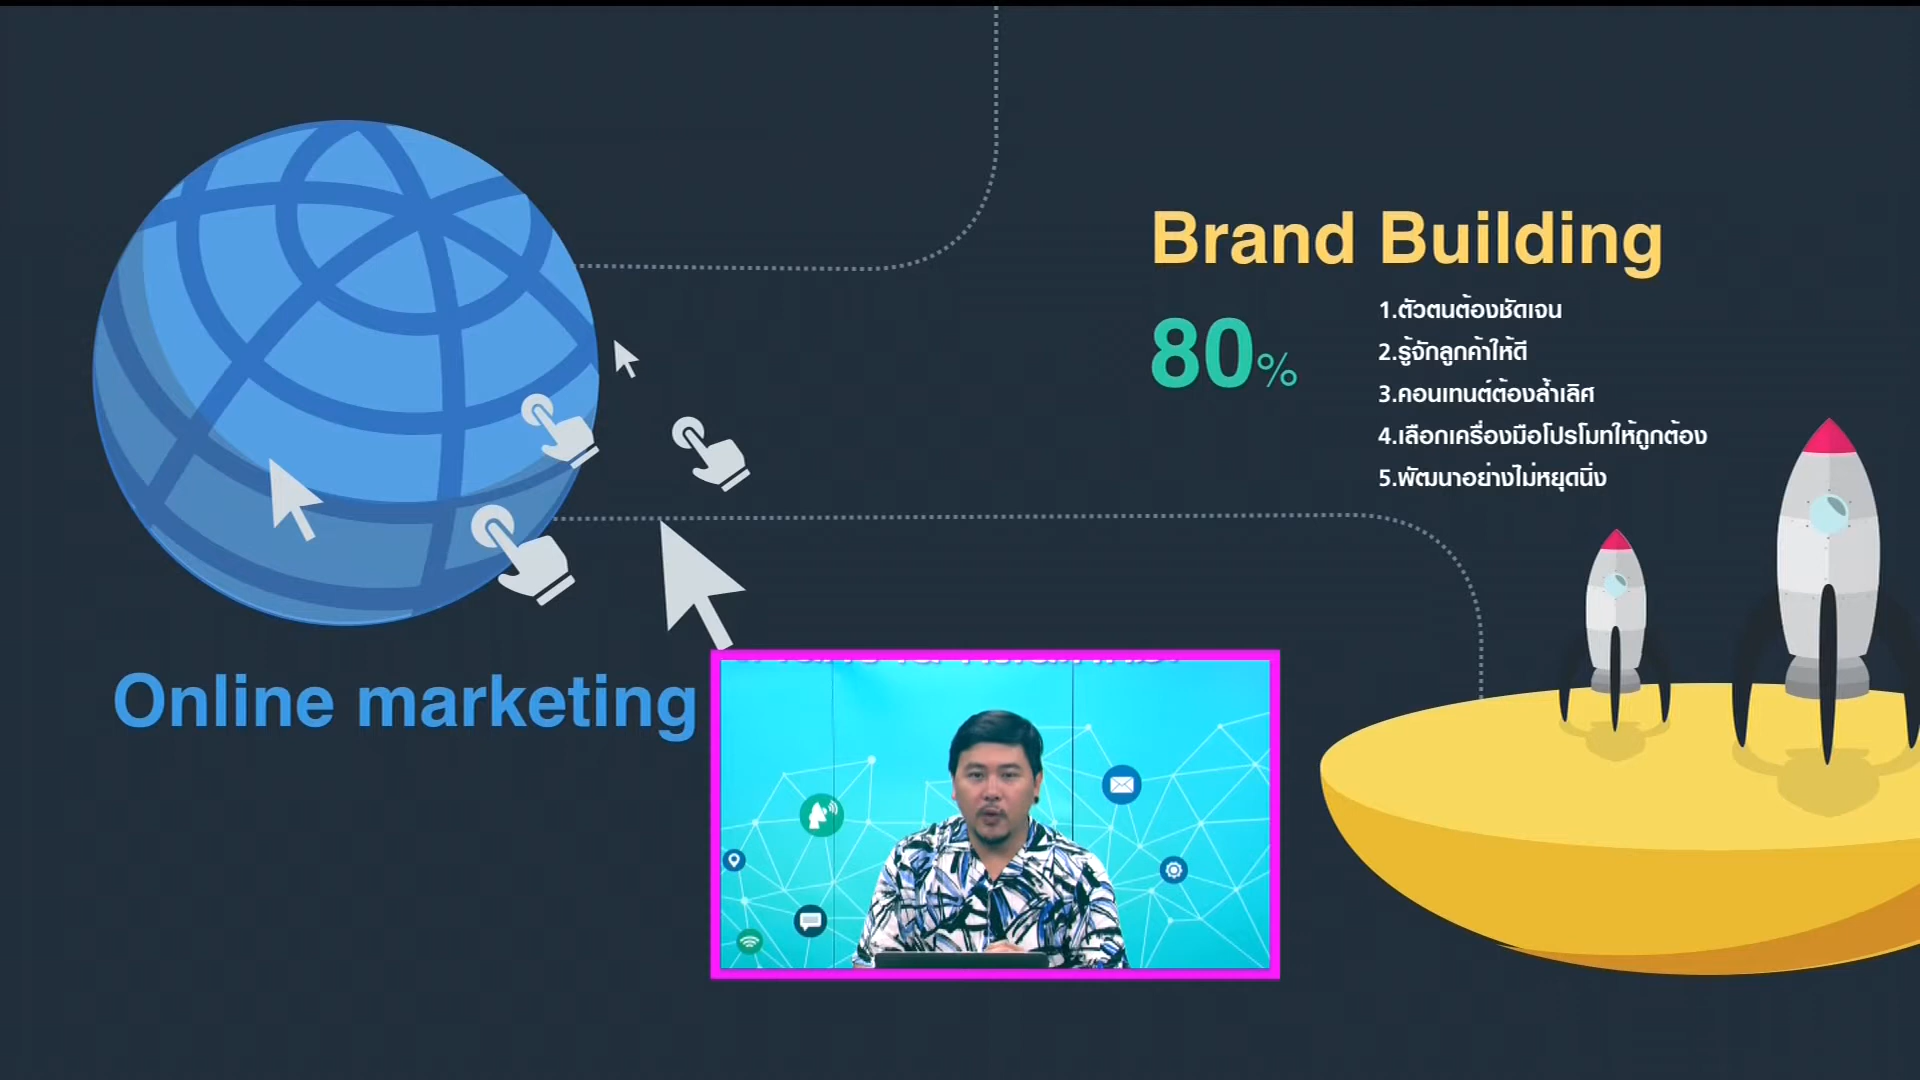 Brand Building
80%
1.ตัวตนต้องชัดเจน
2.รู้จักลูกค้าให้ดี
3.คอนเทนต์ต้องล้ำเลิศ
4.เลือกเครื่องมือโปรโมทให้ถูกต้อง
5.พัฒนาอย่างไม่หยุดนิ่ง
Online marketing